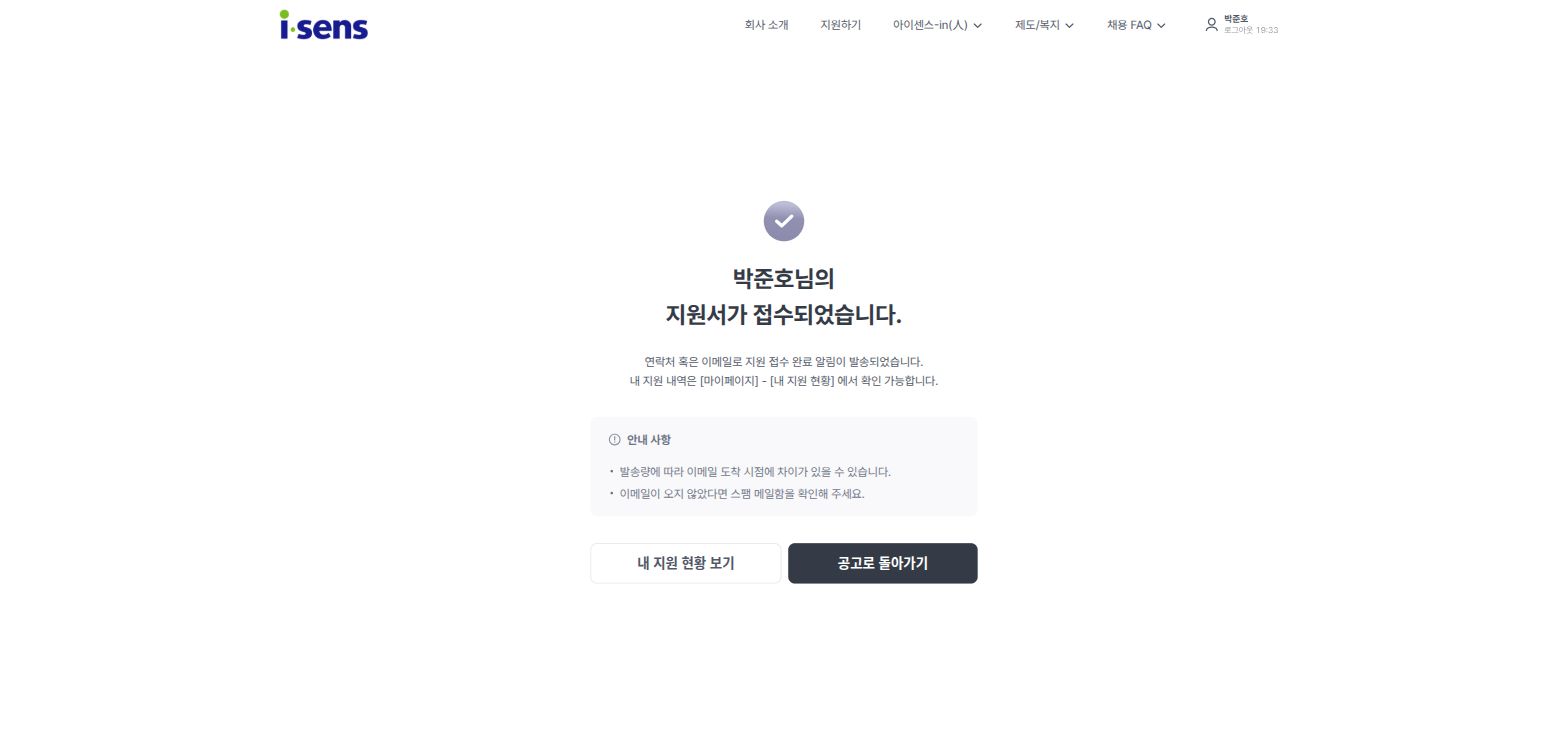 i·sens
회사 소개
지원하기
아이센스-in(人)
제도/복지
채용 FAQ
박준호
로그아웃 19:33
박준호님의
지원서가 접수되었습니다.
연락처 혹은 이메일로 지원 접수 완료 알림이 발송되었습니다.
내 지원 내역은 [마이페이지] - [내 지원 현황] 에서 확인 가능합니다.
안내 사항
• 발송량에 따라 이메일 도착 시점에 차이가 있을 수 있습니다.
• 이메일이 오지 않았다면 스팸 메일함을 확인해 주세요.
내 지원 현황 보기
공고로 돌아가기